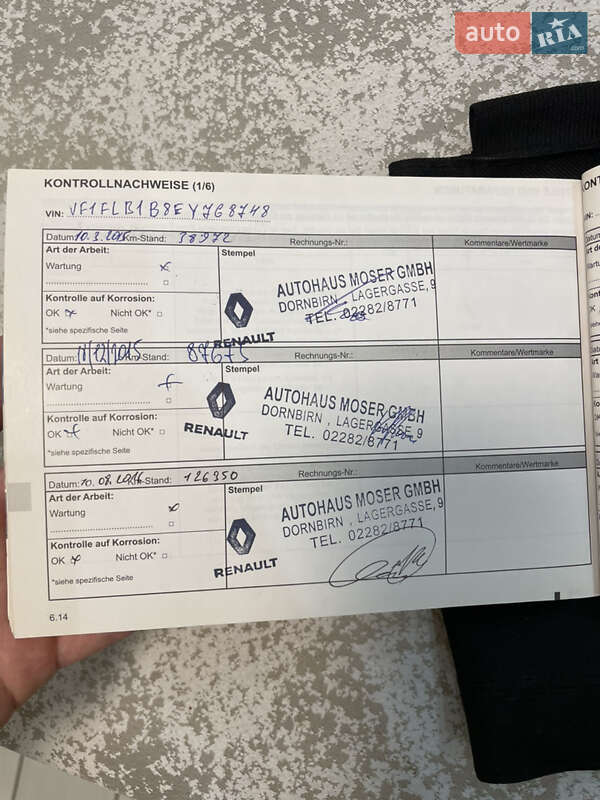 auto RIA
.com
KONTROLLNACHWEISE (1/6)
VIN: VF1FLB1B8EY768748
Datum: 10.3.2015 Km-Stand: 38972 Rechnungs-Nr.: Kommentare/Wertmarke
Art der Arbeit: Stempel
Wartung x
Kontrolle auf Korrosion:
OK x Nicht OK*
*siehe spezifische Seite
RENAULT
AUTOHAUS MOSER GMBH
DORNBIRN, LAGERGASSE, 9
TEL. 02282/8771
Datum: 11/12/2015 Km-Stand: 87675 Rechnungs-Nr.: Kommentare/Wertmarke
Art der Arbeit: Stempel
Wartung x
Kontrolle auf Korrosion:
OK x Nicht OK*
*siehe spezifische Seite
RENAULT
AUTOHAUS MOSER GMBH
DORNBIRN, LAGERGASSE, 9
TEL. 02282/8771
Datum: 10.08.2016 Km-Stand: 126350 Rechnungs-Nr.: Kommentare/Wertmarke
Art der Arbeit: Stempel
Wartung x
Kontrolle auf Korrosion:
OK x Nicht OK*
*siehe spezifische Seite
RENAULT
AUTOHAUS MOSER GMBH
DORNBIRN, LAGERGASSE, 9
TEL. 02282/8771
6.14